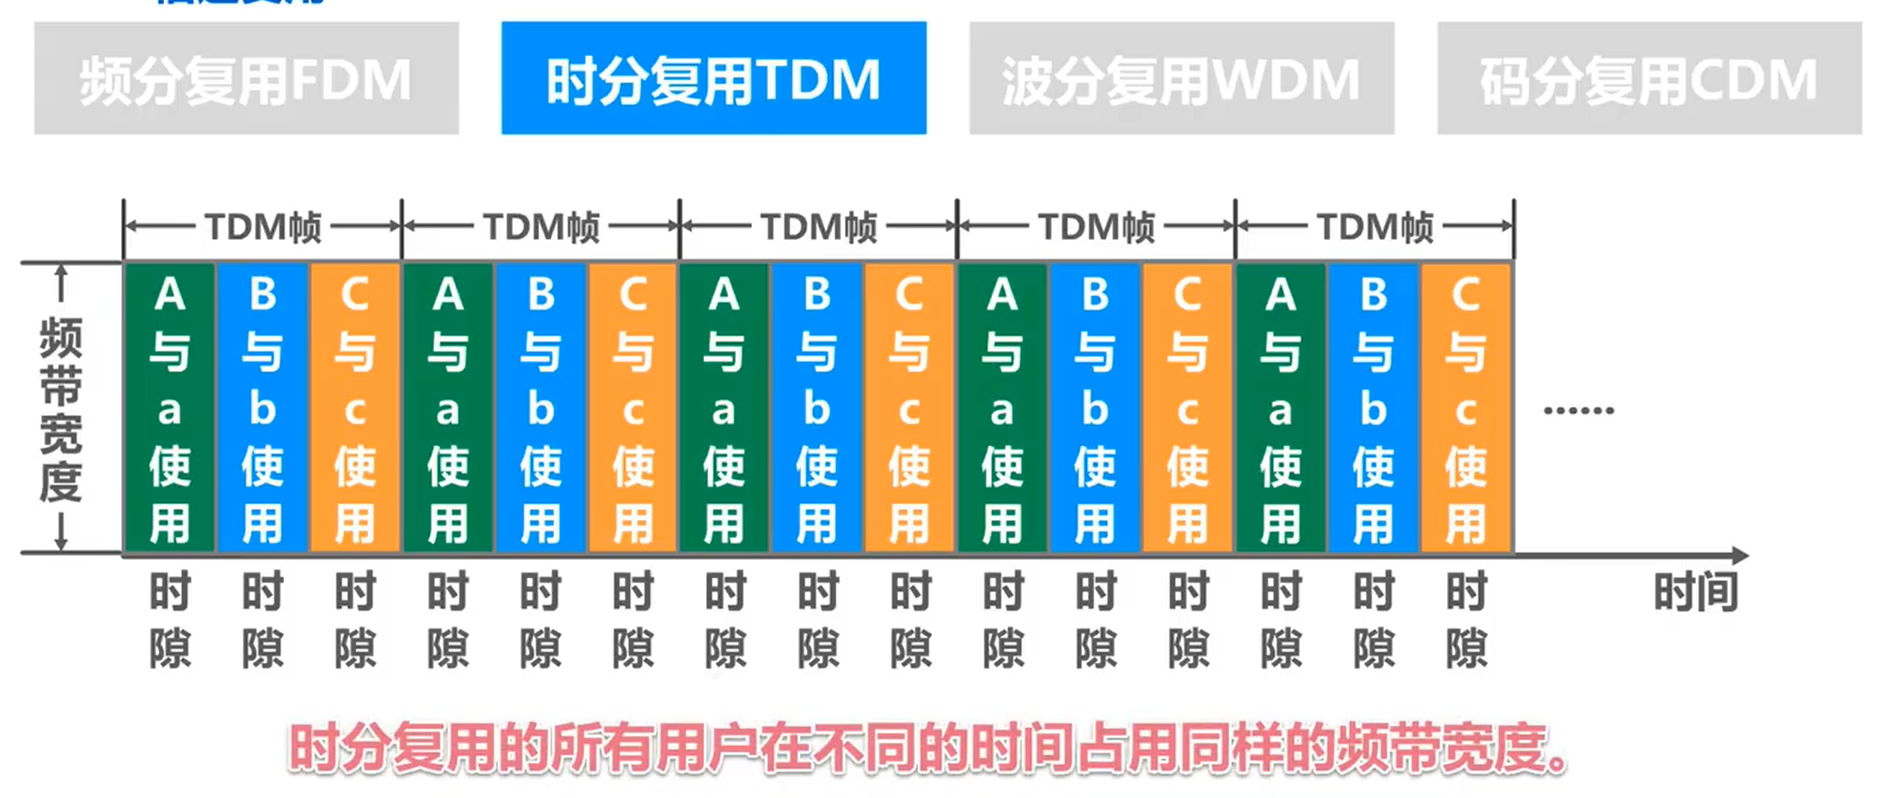 频分复用FDM
时分复用TDM
波分复用WDM
码分复用CDM
TDM帧 TDM帧 TDM帧 TDM帧 TDM帧
频带宽度
A与a使用
B与b使用
C与c使用
A与a使用
B与b使用
C与c使用
A与a使用
B与b使用
C与c使用
A与a使用
B与b使用
C与c使用
A与a使用
B与b使用
C与c使用
……
时隙 时隙 时隙 时隙 时隙 时隙 时隙 时隙 时隙 时隙 时隙 时隙 时隙 时隙 时隙
时间
时分复用的所有用户在不同的时间占用同样的频带宽度。